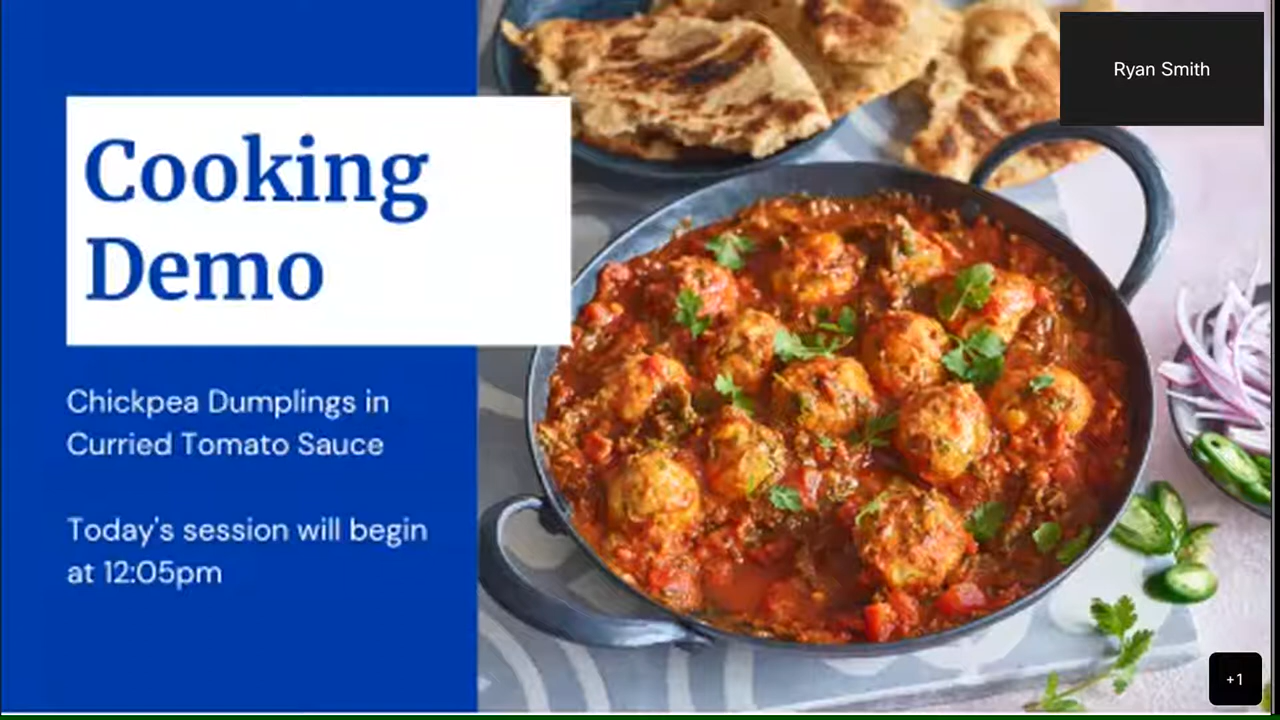 Cooking
Demo
Chickpea Dumplings in
Curried Tomato Sauce
Today's session will begin
at 12:05pm
Ryan Smith
+1